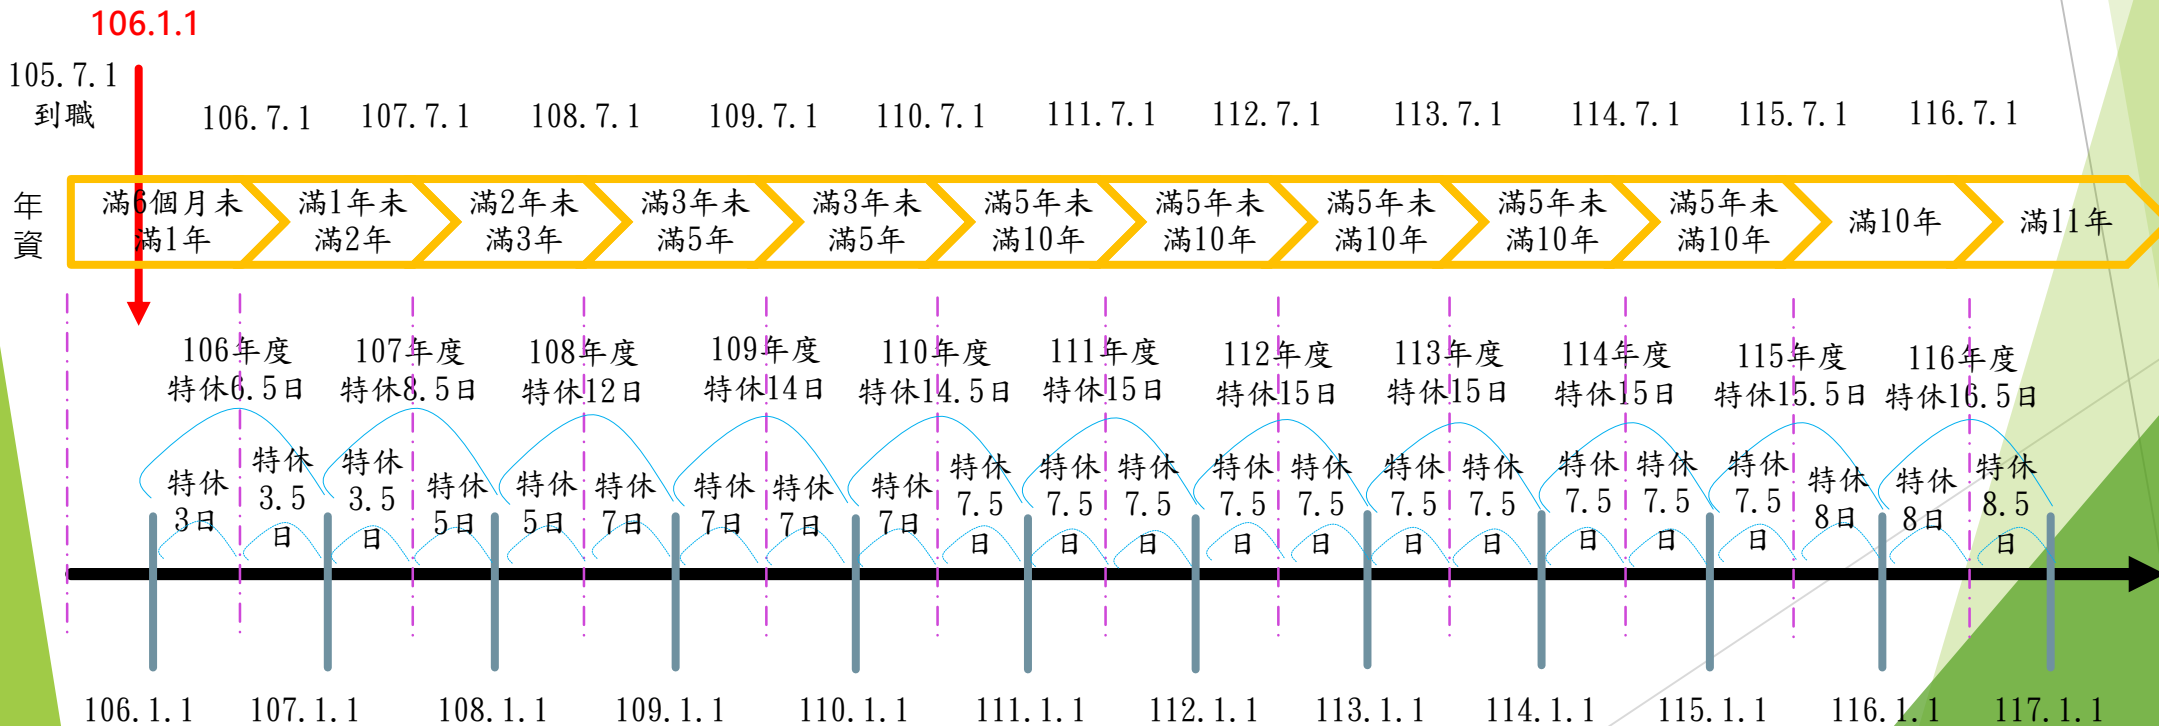 106.1.1
105.7.1
到職
106.7.1
107.7.1
108.7.1
109.7.1
110.7.1
111.7.1
112.7.1
113.7.1
114.7.1
115.7.1
116.7.1
年
資
滿6個月未
滿1年
滿1年未
滿2年
滿2年未
滿3年
滿3年未
滿5年
滿3年未
滿5年
滿5年未
滿10年
滿5年未
滿10年
滿5年未
滿10年
滿5年未
滿10年
滿5年未
滿10年
滿10年
滿11年
106年度
特休6.5日
107年度
特休8.5日
108年度
特休12日
109年度
特休14日
110年度
特休14.5日
111年度
特休15日
112年度
特休15日
113年度
特休15日
114年度
特休15日
115年度
特休15.5日
116年度
特休16.5日
特休
3日
特休
3.5
日
特休
3.5
日
特休
5日
特休
5日
特休
7日
特休
7日
特休
7日
特休
7日
特休
7.5
日
特休
7.5
日
特休
7.5
日
特休
7.5
日
特休
7.5
日
特休
7.5
日
特休
7.5
日
特休
7.5
日
特休
7.5
日
特休
7.5
日
特休
8日
特休
8日
特休
8.5
日
106.1.1
107.1.1
108.1.1
109.1.1
110.1.1
111.1.1
112.1.1
113.1.1
114.1.1
115.1.1
116.1.1
117.1.1